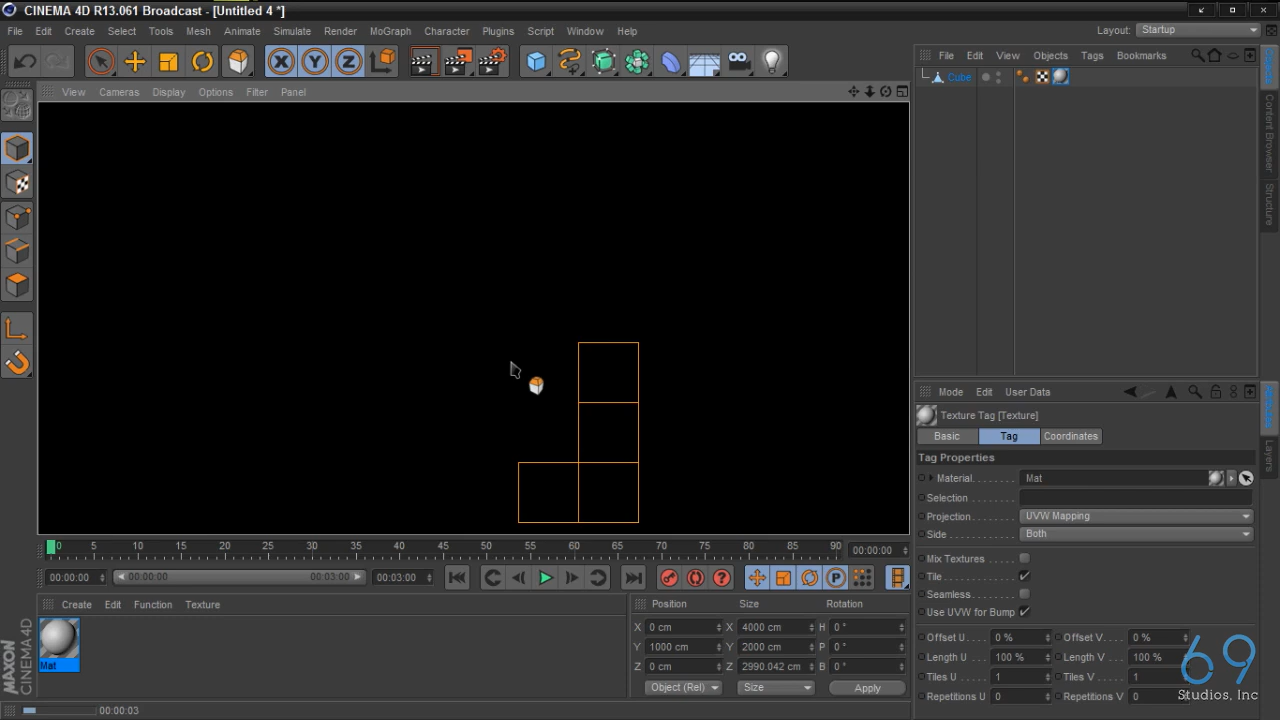 CINEMA 4D R13.061 Broadcast - [Untitled 4 *]
File Edit Create Select Tools Mesh Animate Simulate Render MoGraph Character Plugins Script Window Help
Layout: Startup
X Y Z
File Edit View Objects Tags Bookmarks
View Cameras Display Options Filter Panel
Cube
Objects
Content Browser
Structure
Mode Edit User Data
Texture Tag [Texture]
Basic Tag Coordinates
Attributes
Layers
Tag Properties
Material Mat
Selection
Projection UVW Mapping
Side Both
Mix Textures
Tile
Seamless
Use UVW for Bump
Offset U 0 % Offset V 0 %
Length U 100 % Length V 100 %
Tiles U 1 Tiles V 1
Repetitions U 0 Repetitions V 0
0 5 10 15 20 25 30 35 40 45 50 55 60 65 70 75 80 85 90 00:00:00
00:00:00 00:00:00 00:03:00 00:03:00
Create Edit Function Texture
Mat
Position Size Rotation
X 0 cm X 4000 cm H 0 °
Y 1000 cm Y 2000 cm P 0 °
Z 0 cm Z 2990.042 cm B 0 °
Object (Rel) Size Apply
MAXON
CINEMA4D
00:00:03
69
Studios, Inc